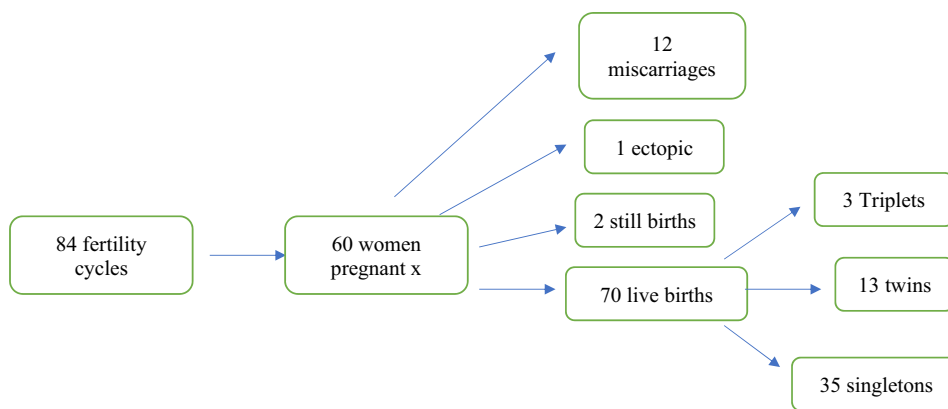 84 fertility
cycles
60 women
pregnant x
12
miscarriages
1 ectopic
2 still births
70 live births
3 Triplets
13 twins
35 singletons